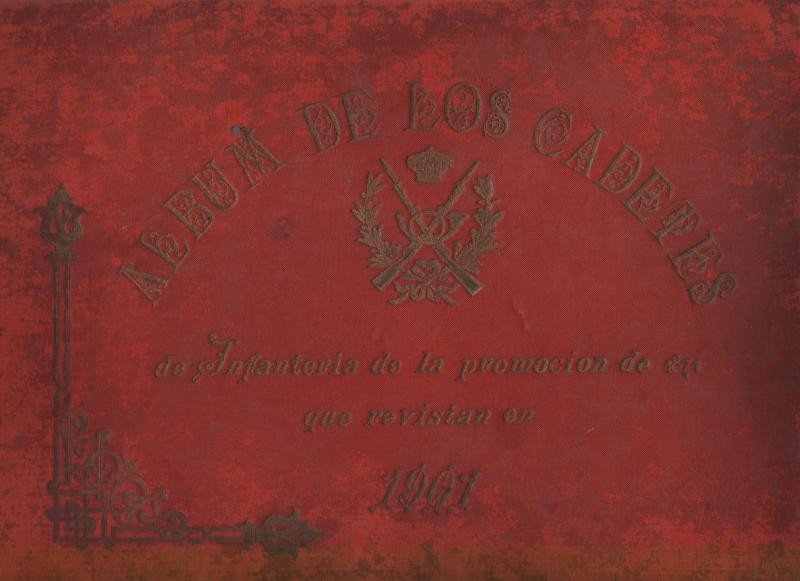 ALBUM DE LOS CADETES
de Infanteria de la promocion de
que revistan en
1901